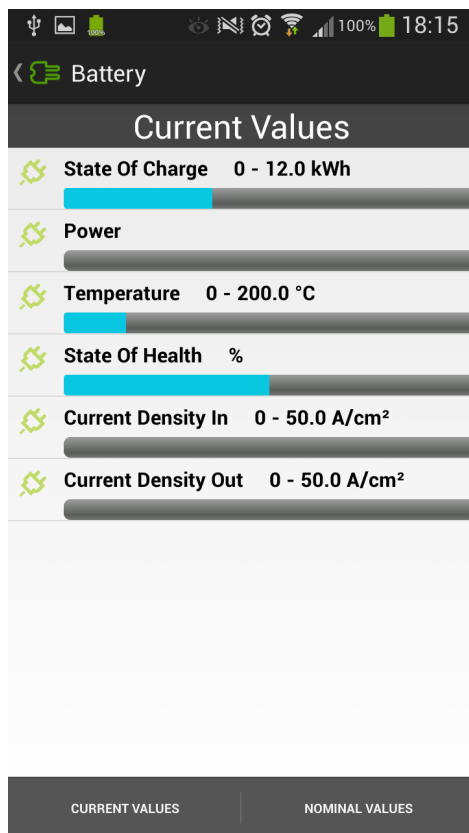 100% 100% 18:15
Battery
Current Values
State Of Charge 0 - 12.0 kWh
Power
Temperature 0 - 200.0 °C
State Of Health %
Current Density In 0 - 50.0 A/cm²
Current Density Out 0 - 50.0 A/cm²
CURRENT VALUES NOMINAL VALUES